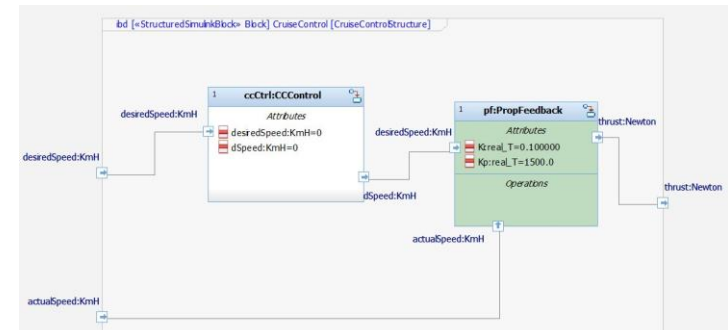 ibd [«StructuredSimulinkBlock» Block] CruiseControl [CruiseControlStructure]
1 ccCtrl:CCControl
Attributes
desiredSpeed:KmH=0
dSpeed:KmH=0
desiredSpeed:KmH
desiredSpeed:KmH
dSpeed:KmH
desiredSpeed:KmH
1 pf:PropFeedback
Attributes
Ki:real_T=0.100000
Kp:real_T=1500.0
Operations
thrust:Newton
thrust:Newton
actualSpeed:KmH
actualSpeed:KmH